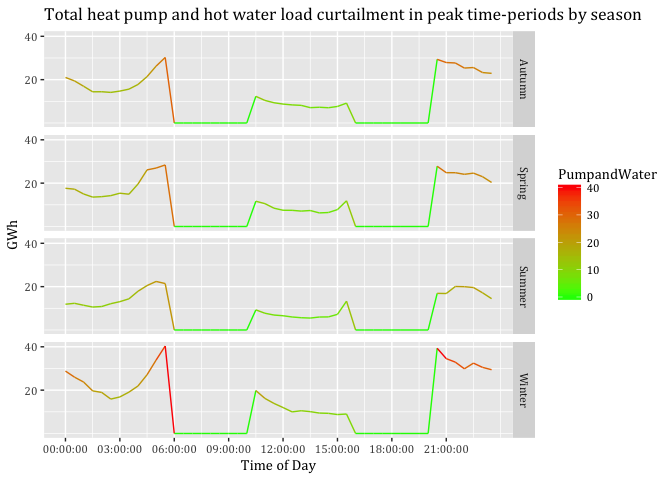 Total heat pump and hot water load curtailment in peak time-periods by season
GWh
40
20
Autumn
40
20
Spring
40
20
Summer
40
20
Winter
00:00:00 03:00:00 06:00:00 09:00:00 12:00:00 15:00:00 18:00:00 21:00:00
Time of Day
PumpandWater
40
30
20
10
0